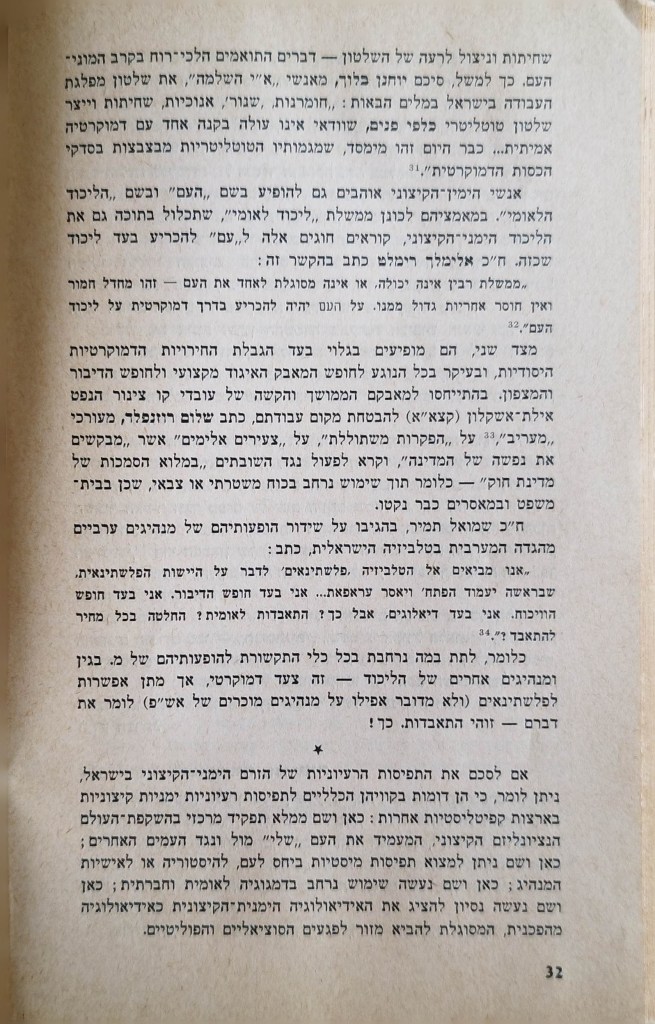 שחיתות וניצול לרעה של השלטון — דברים התואמים הלכי־רוח בקרב המוני־
העם. כך למשל, סיכם יוחנן בלוך, מאנשי „א״י השלמה”, את שלטון מפלגת
העבודה בישראל במלים הבאות: „חומרנות, ‚שנור’, אנוכיות, שחיתות וייצר
שלטון טוטליטרי כלפי פנים, שוודאי אינו עולה בקנה אחד עם דמוקרטיה
אמיתית... כבר היום זהו מימסד, שמגמותיו הטוטליטריות מבצבצות בסדקי
הכסות הדמוקרטית”.31
אנשי הימין־הקיצוני אוהבים גם להופיע בשם „העם” ובשם „הליכוד
הלאומי”. במאמציהם לכונן ממשלת „ליכוד לאומי”, שתכלול בתוכה גם את
הליכוד הימני־הקיצוני, קוראים חוגים אלה ל„עם” להכריע בעד ליכוד
שכזה. ח״כ אלימלך רימלט כתב בהקשר זה:
„ממשלת רבין אינה יכולה, או אינה מסוגלת לאחד את העם — זהו מחדל חמור
ואין חוסר אחריות גדול ממנו. על העם יהיה להכריע בדרך דמוקרטית על ליכוד
העם”.32
מצד שני, הם מופיעים בגלוי בעד הגבלת החירויות הדמוקרטיות
היסודיות, ובעיקר בכל הנוגע לחופש המאבק האיגוד מקצועי ולחופש הדיבור
והמצפון. בהתייחסו למאבקם הממושך והקשה של עובדי קו צינור הנפט
אילת־אשקלון (קצא״א) להבטחת מקום עבודתם, כתב שלום רוזנפלד, מעורכי
„מעריב”,33 על „הפקרות משתוללת”, על „צעירים אלימים” אשר „מבקשים
את נפשה של המדינה”, וקרא לפעול נגד השובתים „במלוא הסמכות של
מדינת חוק” — כלומר תוך שימוש נרחב בכוח משטרתי או צבאי, שכן בבית־
משפט ובמאסרים כבר נקטו.
ח״כ שמואל תמיר, בהגיבו על שידור הופעותיהם של מנהיגים ערביים
מהגדה המערבית בטלביזיה הישראלית, כתב:
„אנו מביאים אל הטלביזיה ‚פלשתינאים’ לדבר על היישות הפלשתינאית,
שבראשה יעמוד הפתח׳ ויאסר עראפאת... אני בעד חופש הדיבור. אני בעד חופש
הוויכוח. אני בעד דיאלוגים, אבל כך? התאבדות לאומית? החלטה בכל מחיר
להתאבד?”.34
כלומר, לתת במה נרחבת בכל כלי התקשורת להופעותיהם של מ. בגין
ומנהיגים אחרים של הליכוד — זה צעד דמוקרטי, אך מתן אפשרות
לפלשתינאים (ולא מדובר אפילו על מנהיגים מוכרים של אש״פ) לומר את
דברם — זוהי התאבדות. כך!
★
אם לסכם את התפיסות הרעיוניות של הזרם הימני־הקיצוני בישראל,
ניתן לומר, כי הן דומות בקוויהן הכלליים לתפיסות רעיוניות ימניות קיצוניות
בארצות קפיטליסטיות אחרות: כאן ושם ממלא תפקיד מרכזי בהשקפת־העולם
הנציונליזם הקיצוני, המעמיד את העם „שלי” מול ונגד העמים האחרים;
כאן ושם ניתן למצוא תפיסות מיסטיות ביחס לעם, להיסטוריה או לאישיות
המנהיג; כאן ושם נעשה שימוש נרחב בדמגוגיה לאומית וחברתית; כאן
ושם נעשה נסיון להציג את האידיאולוגיה הימנית־הקיצונית כאידיאולוגיה
מהפכנית, המסוגלת להביא מזור לפגעים הסוציאליים והפוליטיים.
32